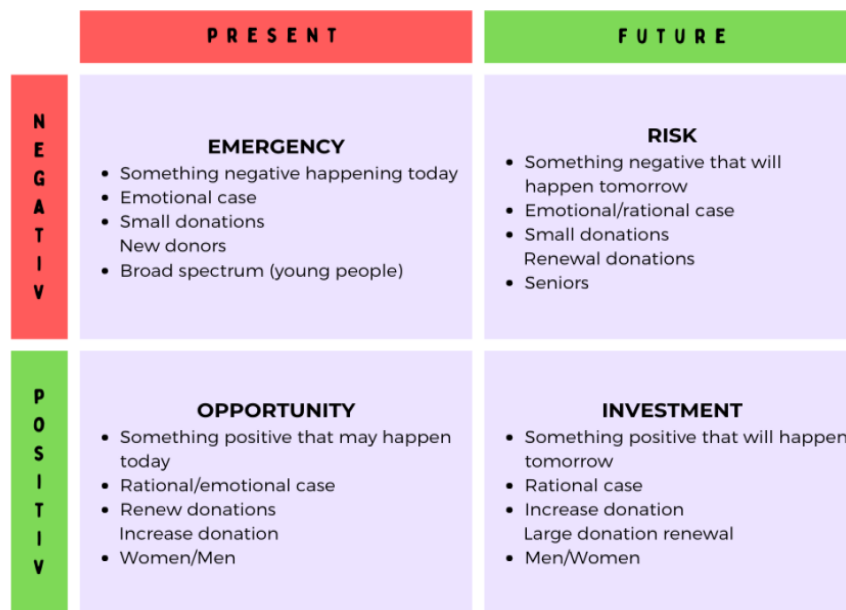 PRESENT
FUTURE
NEGATIV
EMERGENCY
• Something negative happening today
• Emotional case
• Small donations
New donors
• Broad spectrum (young people)
RISK
• Something negative that will
happen tomorrow
• Emotional/rational case
• Small donations
Renewal donations
• Seniors
POSITIV
OPPORTUNITY
• Something positive that may happen
today
• Rational/emotional case
• Renew donations
Increase donation
• Women/Men
INVESTMENT
• Something positive that will happen
tomorrow
• Rational case
• Increase donation
Large donation renewal
• Men/Women